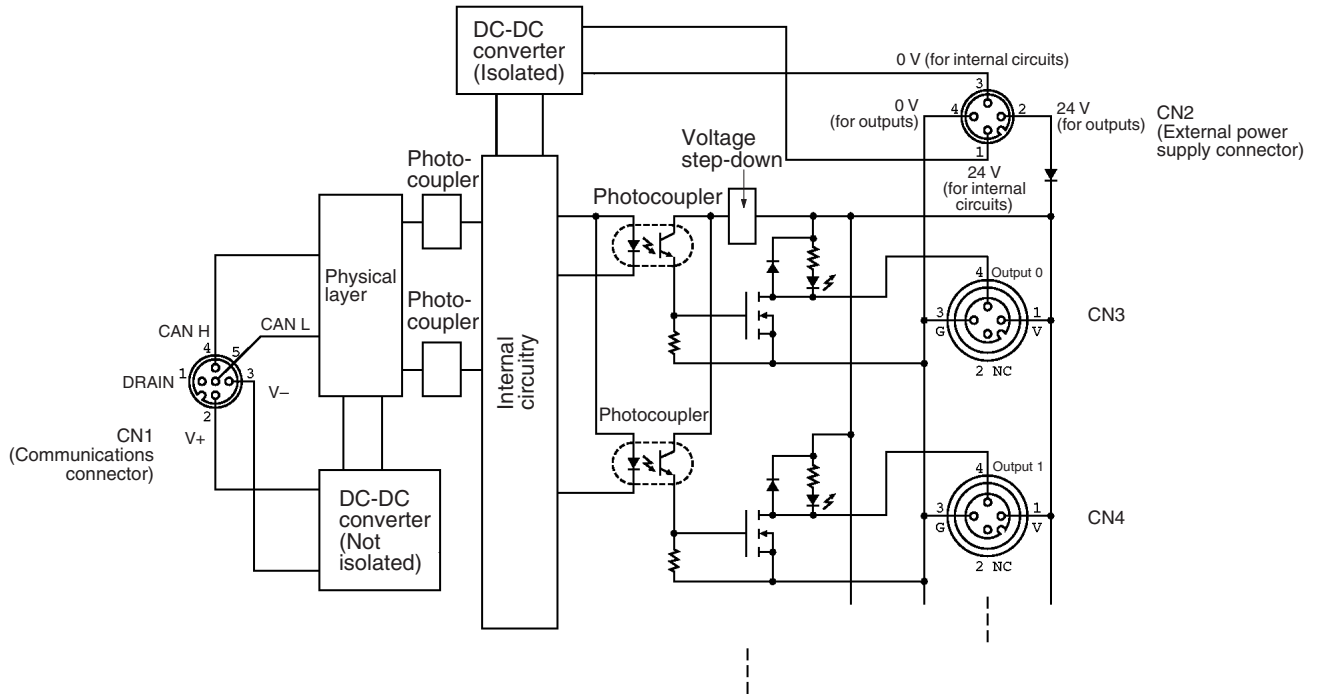 DC-DC
converter
(Isolated)
0 V (for internal circuits)
3
4
2
1
0 V
(for outputs)
24 V
(for outputs)
CN2
(External power
supply connector)
24 V
(for internal
circuits)
Voltage
step-down
Photo-
coupler
Photocoupler
Physical
layer
Photo-
coupler
Internal
circuitry
CAN H
CAN L
4
5
DRAIN
1
3
V–
2
V+
CN1
(Communications
connector)
DC-DC
converter
(Not
isolated)
4
Output 0
3
G
1
V
2 NC
CN3
Photocoupler
4
Output 1
3
G
1
V
2 NC
CN4